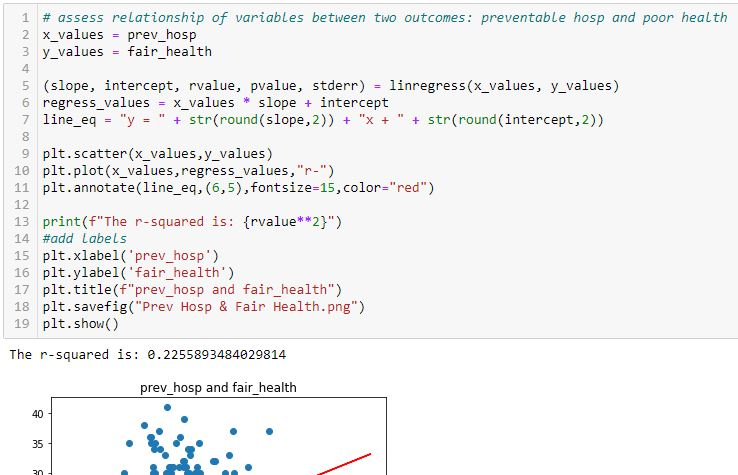 1 # assess relationship of variables between two outcomes: preventable hosp and poor health
2 x_values = prev_hosp
3 y_values = fair_health
4
5 (slope, intercept, rvalue, pvalue, stderr) = linregress(x_values, y_values)
6 regress_values = x_values * slope + intercept
7 line_eq = "y = " + str(round(slope,2)) + "x + " + str(round(intercept,2))
8
9 plt.scatter(x_values,y_values)
10 plt.plot(x_values,regress_values,"r-")
11 plt.annotate(line_eq,(6,5),fontsize=15,color="red")
12
13 print(f"The r-squared is: {rvalue**2}")
14 #add labels
15 plt.xlabel('prev_hosp')
16 plt.ylabel('fair_health')
17 plt.title(f"prev_hosp and fair_health")
18 plt.savefig("Prev Hosp & Fair Health.png")
19 plt.show()
The r-squared is: 0.2255893484029814
prev_hosp and fair_health
40
35
30